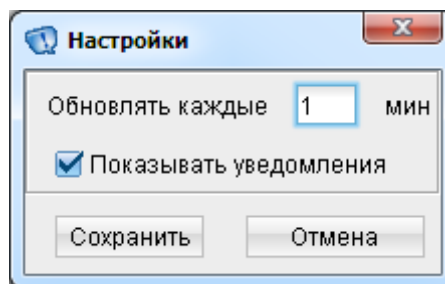 Настройки
Обновлять каждые 1 мин
Показывать уведомления
Сохранить Отмена